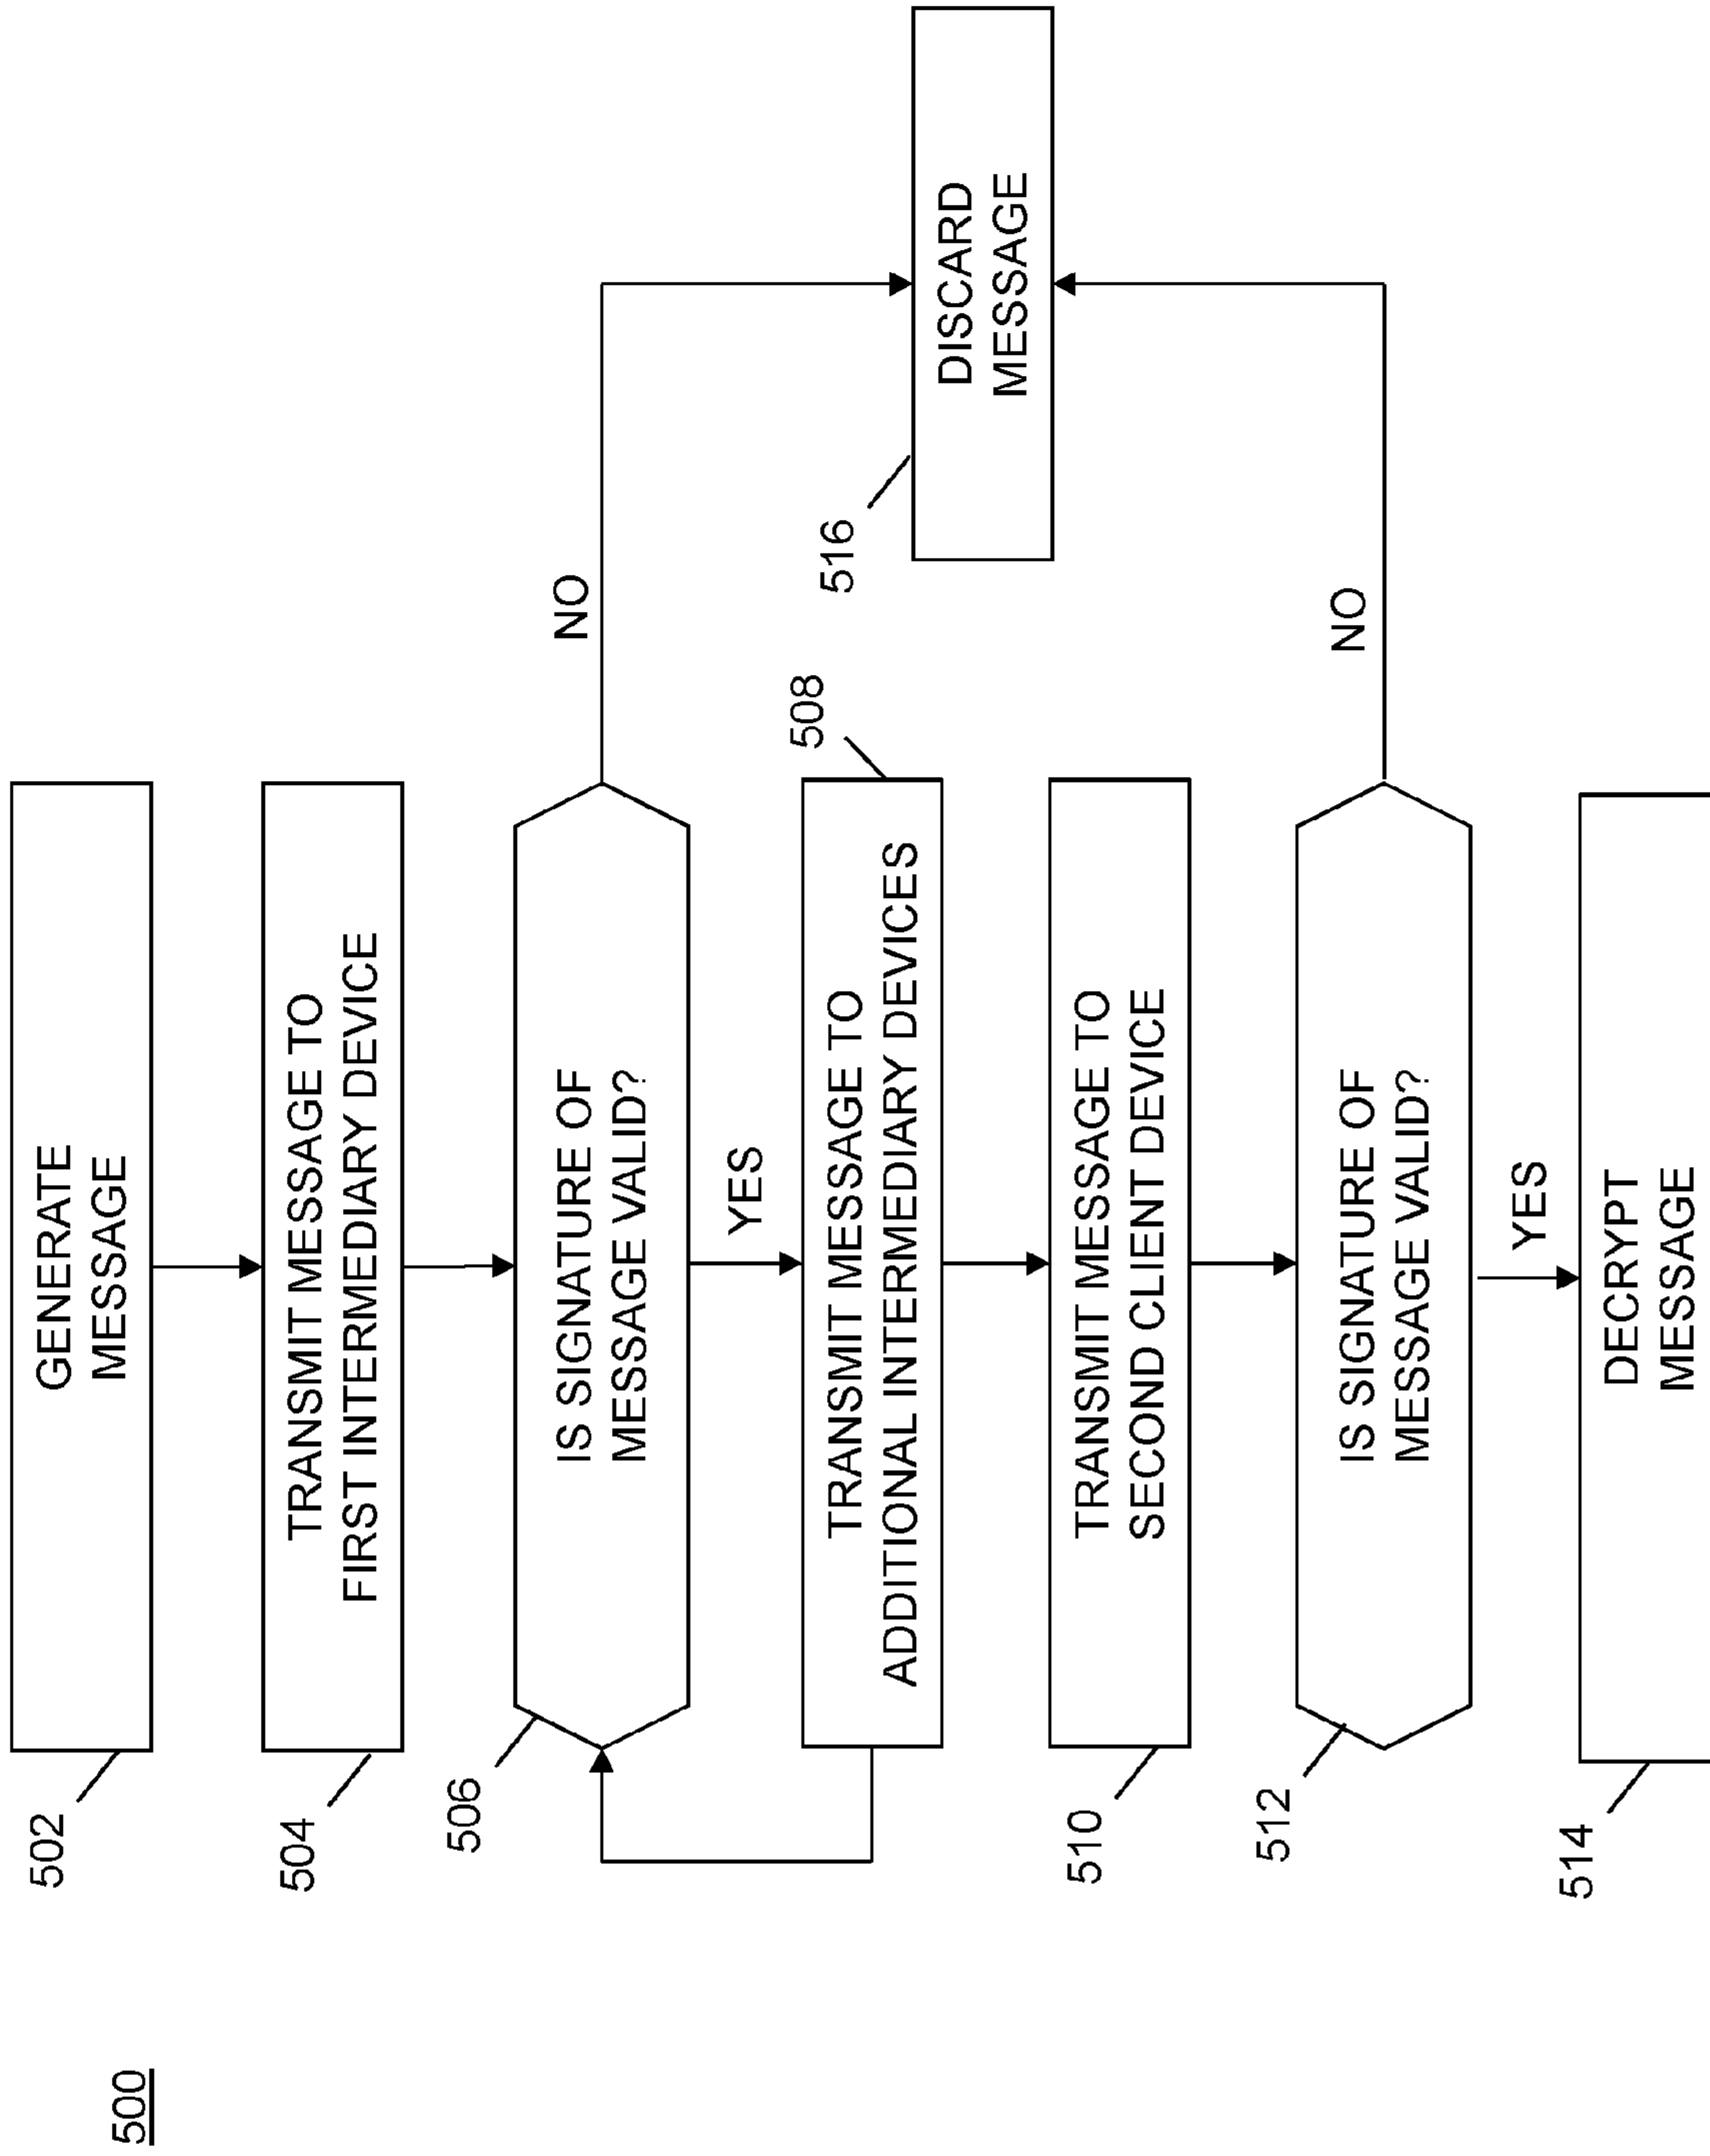 500
502
GENERATE
MESSAGE
504
TRANSMIT MESSAGE TO
FIRST INTERMEDIARY DEVICE
506
IS SIGNATURE OF
MESSAGE VALID?
NO
YES
508
TRANSMIT MESSAGE TO
ADDITIONAL INTERMEDIARY DEVICES
516
DISCARD
MESSAGE
510
TRANSMIT MESSAGE TO
SECOND CLIENT DEVICE
512
IS SIGNATURE OF
MESSAGE VALID?
NO
YES
514
DECRYPT
MESSAGE